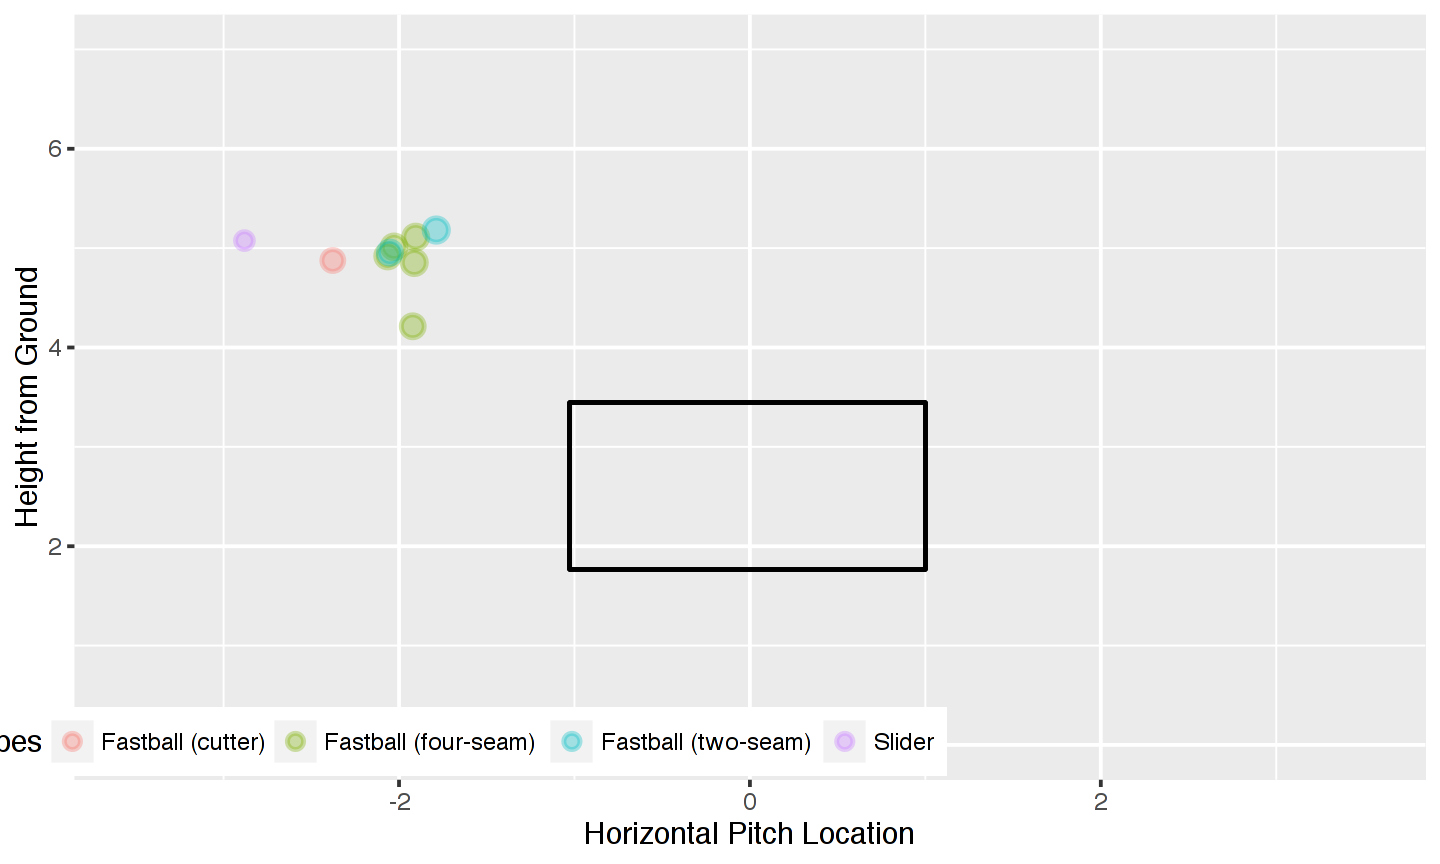 Height from Ground
6
4
2
pes Fastball (cutter) Fastball (four-seam) Fastball (two-seam) Slider
-2 0 2
Horizontal Pitch Location